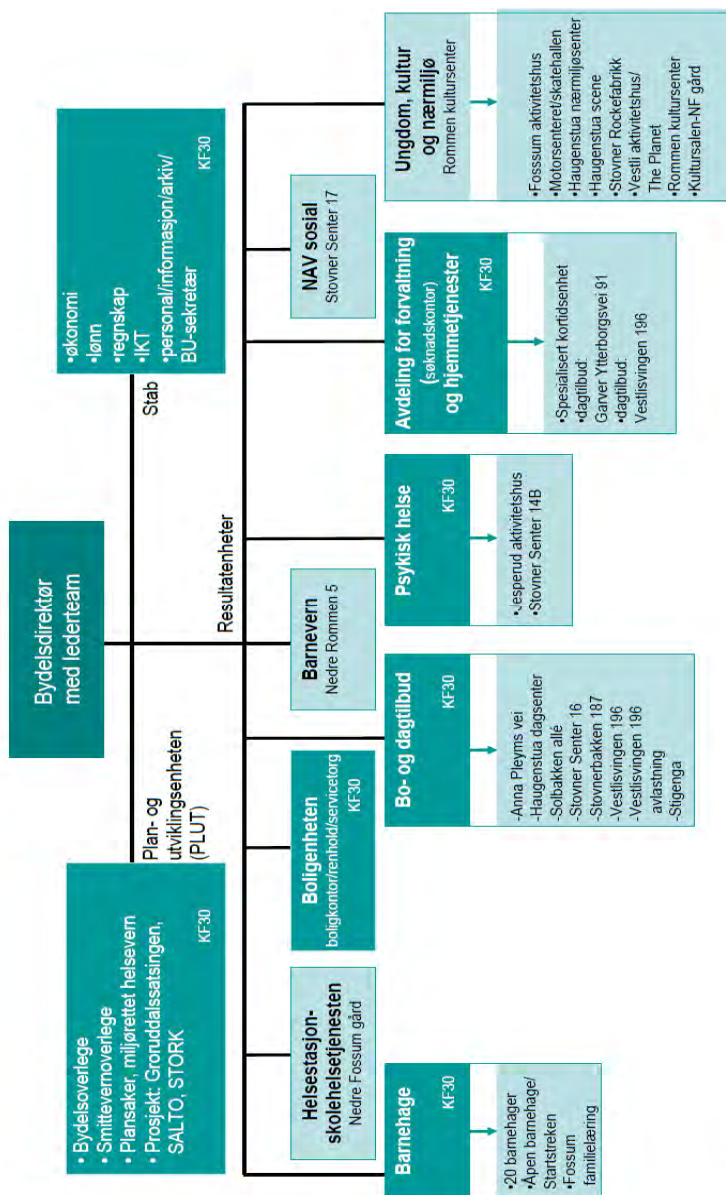 Bydelsdirektør
med lederteam
• Bydelsoverlege
• Smittevernoverlege
• Plansaker, miljørettet helsevern
• Prosjekt: Groruddalssatsingen,
SALTO, STORK
KF30
Plan- og
utviklingsenheten
(PLUT)
Stab
•økonomi
•lønn
•regnskap
•IKT
•personal/informasjon/arkiv/
BU-sekretær
KF30
Resultatenheter
Helsestasjon-
skolehelsetjenesten
Nedre Fossum gård
Boligenheten
boligkontor/renhold/servicetorg
KF30
Barnevern
Nedre Rommen 5
NAV sosial
Stovner Senter 17
Barnehage
KF30
•20 barnehager
•Åpen barnehage/
Startstreken
•Fossum
familielæring
Bo- og dagtilbud
KF30
-Anna Pleyms vei
-Haugenstua dagsenter
-Solbakken allé
-Stovner Senter 16
-Stovnerbakken 187
-Vestlisvingen 196
-Vestlisvingen 196
avlastning
-Stigenga
Psykisk helse
KF30
•Jesperud aktivitetshus
•Stovner Senter 14B
Avdeling for forvaltning
(søknadskontor)
og hjemmetjenester
KF30
•Spesialisert kortidsenhet
•dagtilbud:
Garver Ytterborgsvei 91
•dagtilbud:
Vestlisvingen 196
Ungdom, kultur
og nærmiljø
Rommen kultursenter
•Fosssum aktivitetshus
•Motorsenteret/skatehallen
•Haugenstua nærmiljøsenter
•Haugenstua scene
•Stovner Rockefabrikk
•Vestli aktivitetshus/
The Planet
•Rommen kultursenter
•Kultursalen-NF gård